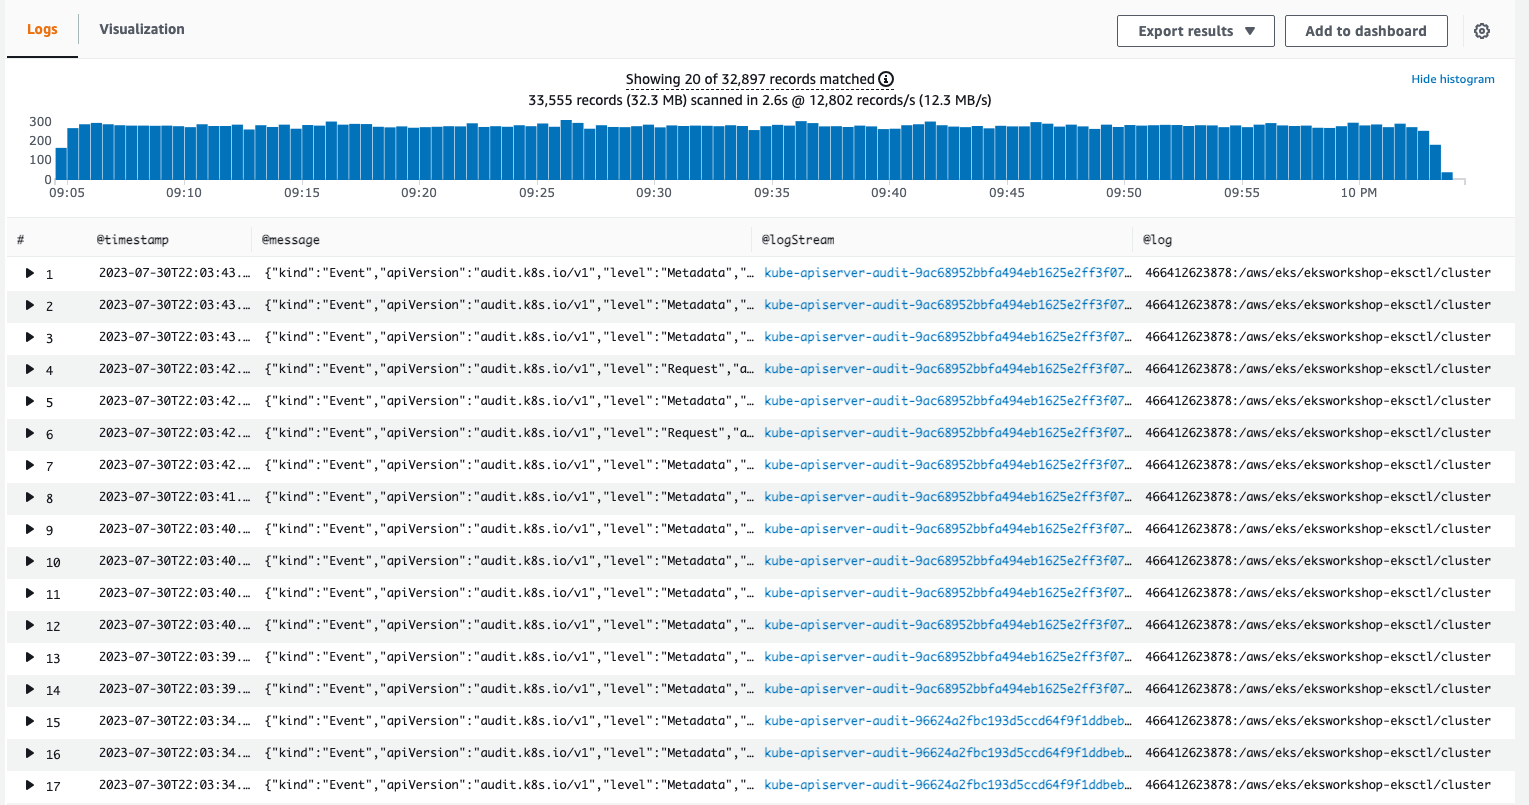 Logs Visualization Export results Add to dashboard
Showing 20 of 32,897 records matched
Hide histogram
33,555 records (32.3 MB) scanned in 2.6s @ 12,802 records/s (12.3 MB/s)
300
200
100
0
09:05 09:10 09:15 09:20 09:25 09:30 09:35 09:40 09:45 09:50 09:55 10 PM
# @timestamp @message @logStream @log
1 2023-07-30T22:03:43.… {"kind":"Event","apiVersion":"audit.k8s.io/v1","level":"Metadata","… kube-apiserver-audit-9ac68952bbfa494eb1625e2ff3f07… 466412623878:/aws/eks/eksworkshop-eksctl/cluster
2 2023-07-30T22:03:43.… {"kind":"Event","apiVersion":"audit.k8s.io/v1","level":"Metadata","… kube-apiserver-audit-9ac68952bbfa494eb1625e2ff3f07… 466412623878:/aws/eks/eksworkshop-eksctl/cluster
3 2023-07-30T22:03:43.… {"kind":"Event","apiVersion":"audit.k8s.io/v1","level":"Metadata","… kube-apiserver-audit-9ac68952bbfa494eb1625e2ff3f07… 466412623878:/aws/eks/eksworkshop-eksctl/cluster
4 2023-07-30T22:03:42.… {"kind":"Event","apiVersion":"audit.k8s.io/v1","level":"Request","a… kube-apiserver-audit-9ac68952bbfa494eb1625e2ff3f07… 466412623878:/aws/eks/eksworkshop-eksctl/cluster
5 2023-07-30T22:03:42.… {"kind":"Event","apiVersion":"audit.k8s.io/v1","level":"Metadata","… kube-apiserver-audit-9ac68952bbfa494eb1625e2ff3f07… 466412623878:/aws/eks/eksworkshop-eksctl/cluster
6 2023-07-30T22:03:42.… {"kind":"Event","apiVersion":"audit.k8s.io/v1","level":"Request","a… kube-apiserver-audit-9ac68952bbfa494eb1625e2ff3f07… 466412623878:/aws/eks/eksworkshop-eksctl/cluster
7 2023-07-30T22:03:42.… {"kind":"Event","apiVersion":"audit.k8s.io/v1","level":"Metadata","… kube-apiserver-audit-9ac68952bbfa494eb1625e2ff3f07… 466412623878:/aws/eks/eksworkshop-eksctl/cluster
8 2023-07-30T22:03:41.… {"kind":"Event","apiVersion":"audit.k8s.io/v1","level":"Metadata","… kube-apiserver-audit-9ac68952bbfa494eb1625e2ff3f07… 466412623878:/aws/eks/eksworkshop-eksctl/cluster
9 2023-07-30T22:03:40.… {"kind":"Event","apiVersion":"audit.k8s.io/v1","level":"Metadata","… kube-apiserver-audit-9ac68952bbfa494eb1625e2ff3f07… 466412623878:/aws/eks/eksworkshop-eksctl/cluster
10 2023-07-30T22:03:40.… {"kind":"Event","apiVersion":"audit.k8s.io/v1","level":"Metadata","… kube-apiserver-audit-9ac68952bbfa494eb1625e2ff3f07… 466412623878:/aws/eks/eksworkshop-eksctl/cluster
11 2023-07-30T22:03:40.… {"kind":"Event","apiVersion":"audit.k8s.io/v1","level":"Metadata","… kube-apiserver-audit-9ac68952bbfa494eb1625e2ff3f07… 466412623878:/aws/eks/eksworkshop-eksctl/cluster
12 2023-07-30T22:03:40.… {"kind":"Event","apiVersion":"audit.k8s.io/v1","level":"Metadata","… kube-apiserver-audit-9ac68952bbfa494eb1625e2ff3f07… 466412623878:/aws/eks/eksworkshop-eksctl/cluster
13 2023-07-30T22:03:39.… {"kind":"Event","apiVersion":"audit.k8s.io/v1","level":"Metadata","… kube-apiserver-audit-9ac68952bbfa494eb1625e2ff3f07… 466412623878:/aws/eks/eksworkshop-eksctl/cluster
14 2023-07-30T22:03:39.… {"kind":"Event","apiVersion":"audit.k8s.io/v1","level":"Metadata","… kube-apiserver-audit-9ac68952bbfa494eb1625e2ff3f07… 466412623878:/aws/eks/eksworkshop-eksctl/cluster
15 2023-07-30T22:03:34.… {"kind":"Event","apiVersion":"audit.k8s.io/v1","level":"Metadata","… kube-apiserver-audit-96624a2fbc193d5ccd64f9f1ddbeb… 466412623878:/aws/eks/eksworkshop-eksctl/cluster
16 2023-07-30T22:03:34.… {"kind":"Event","apiVersion":"audit.k8s.io/v1","level":"Metadata","… kube-apiserver-audit-96624a2fbc193d5ccd64f9f1ddbeb… 466412623878:/aws/eks/eksworkshop-eksctl/cluster
17 2023-07-30T22:03:34.… {"kind":"Event","apiVersion":"audit.k8s.io/v1","level":"Metadata","… kube-apiserver-audit-96624a2fbc193d5ccd64f9f1ddbeb… 466412623878:/aws/eks/eksworkshop-eksctl/cluster